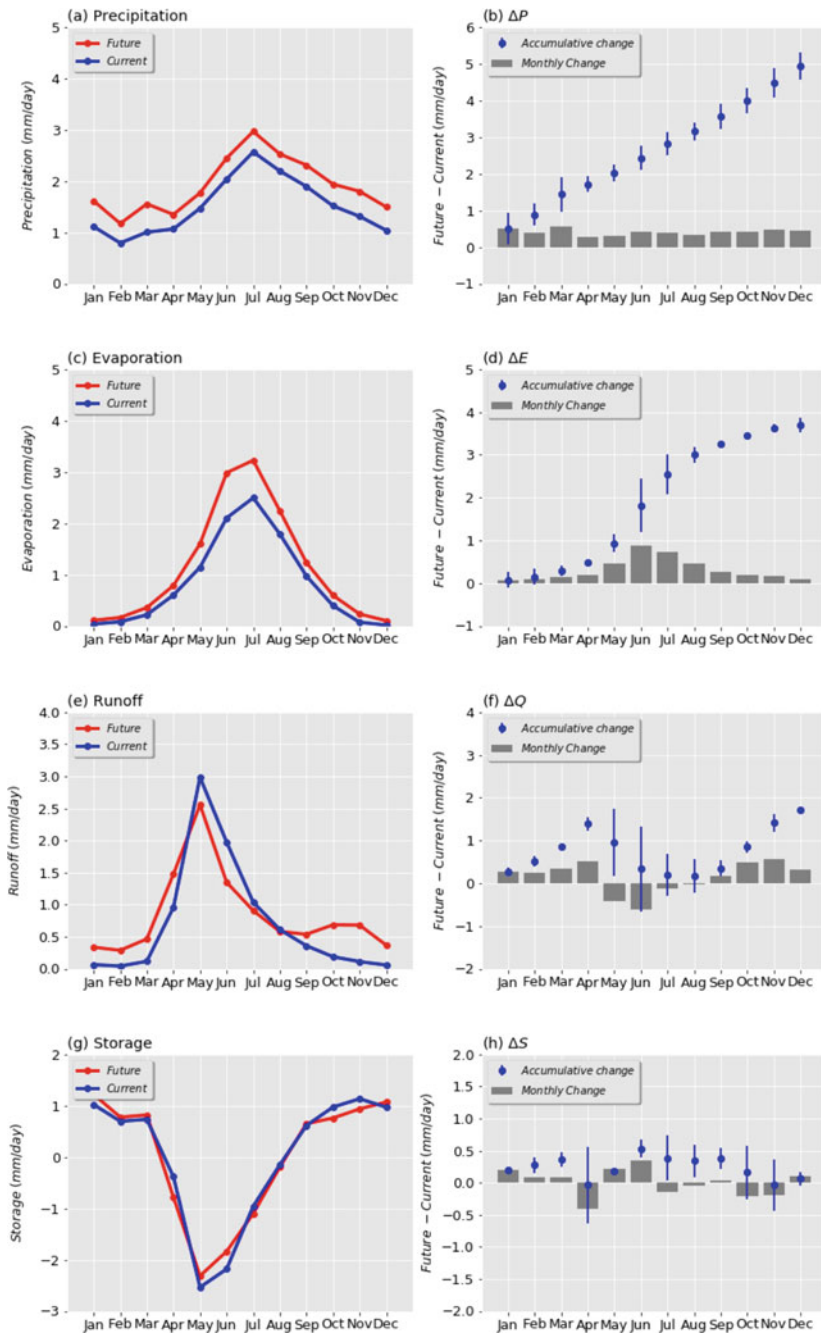 (a) Precipitation
Future
Current
Precipitation (mm/day)
5
4
3
2
1
0
Jan Feb Mar Apr May Jun Jul Aug Sep Oct Nov Dec
(b) ΔP
Accumulative change
Monthly Change
Future − Current (mm/day)
6
5
4
3
2
1
0
−1
Jan Feb Mar Apr May Jun Jul Aug Sep Oct Nov Dec
(c) Evaporation
Future
Current
Evaporation (mm/day)
5
4
3
2
1
0
Jan Feb Mar Apr May Jun Jul Aug Sep Oct Nov Dec
(d) ΔE
Accumulative change
Monthly Change
Future − Current (mm/day)
5
4
3
2
1
0
−1
Jan Feb Mar Apr May Jun Jul Aug Sep Oct Nov Dec
(e) Runoff
Future
Current
Runoff (mm/day)
4.0
3.5
3.0
2.5
2.0
1.5
1.0
0.5
0.0
Jan Feb Mar Apr May Jun Jul Aug Sep Oct Nov Dec
(f) ΔQ
Accumulative change
Monthly Change
Future − Current (mm/day)
4
3
2
1
0
−1
−2
Jan Feb Mar Apr May Jun Jul Aug Sep Oct Nov Dec
(g) Storage
Future
Current
Storage (mm/day)
2
1
0
−1
−2
−3
Jan Feb Mar Apr May Jun Jul Aug Sep Oct Nov Dec
(h) ΔS
Accumulative change
Monthly Change
Future − Current (mm/day)
2.0
1.5
1.0
0.5
0.0
−0.5
−1.0
−1.5
−2.0
Jan Feb Mar Apr May Jun Jul Aug Sep Oct Nov Dec